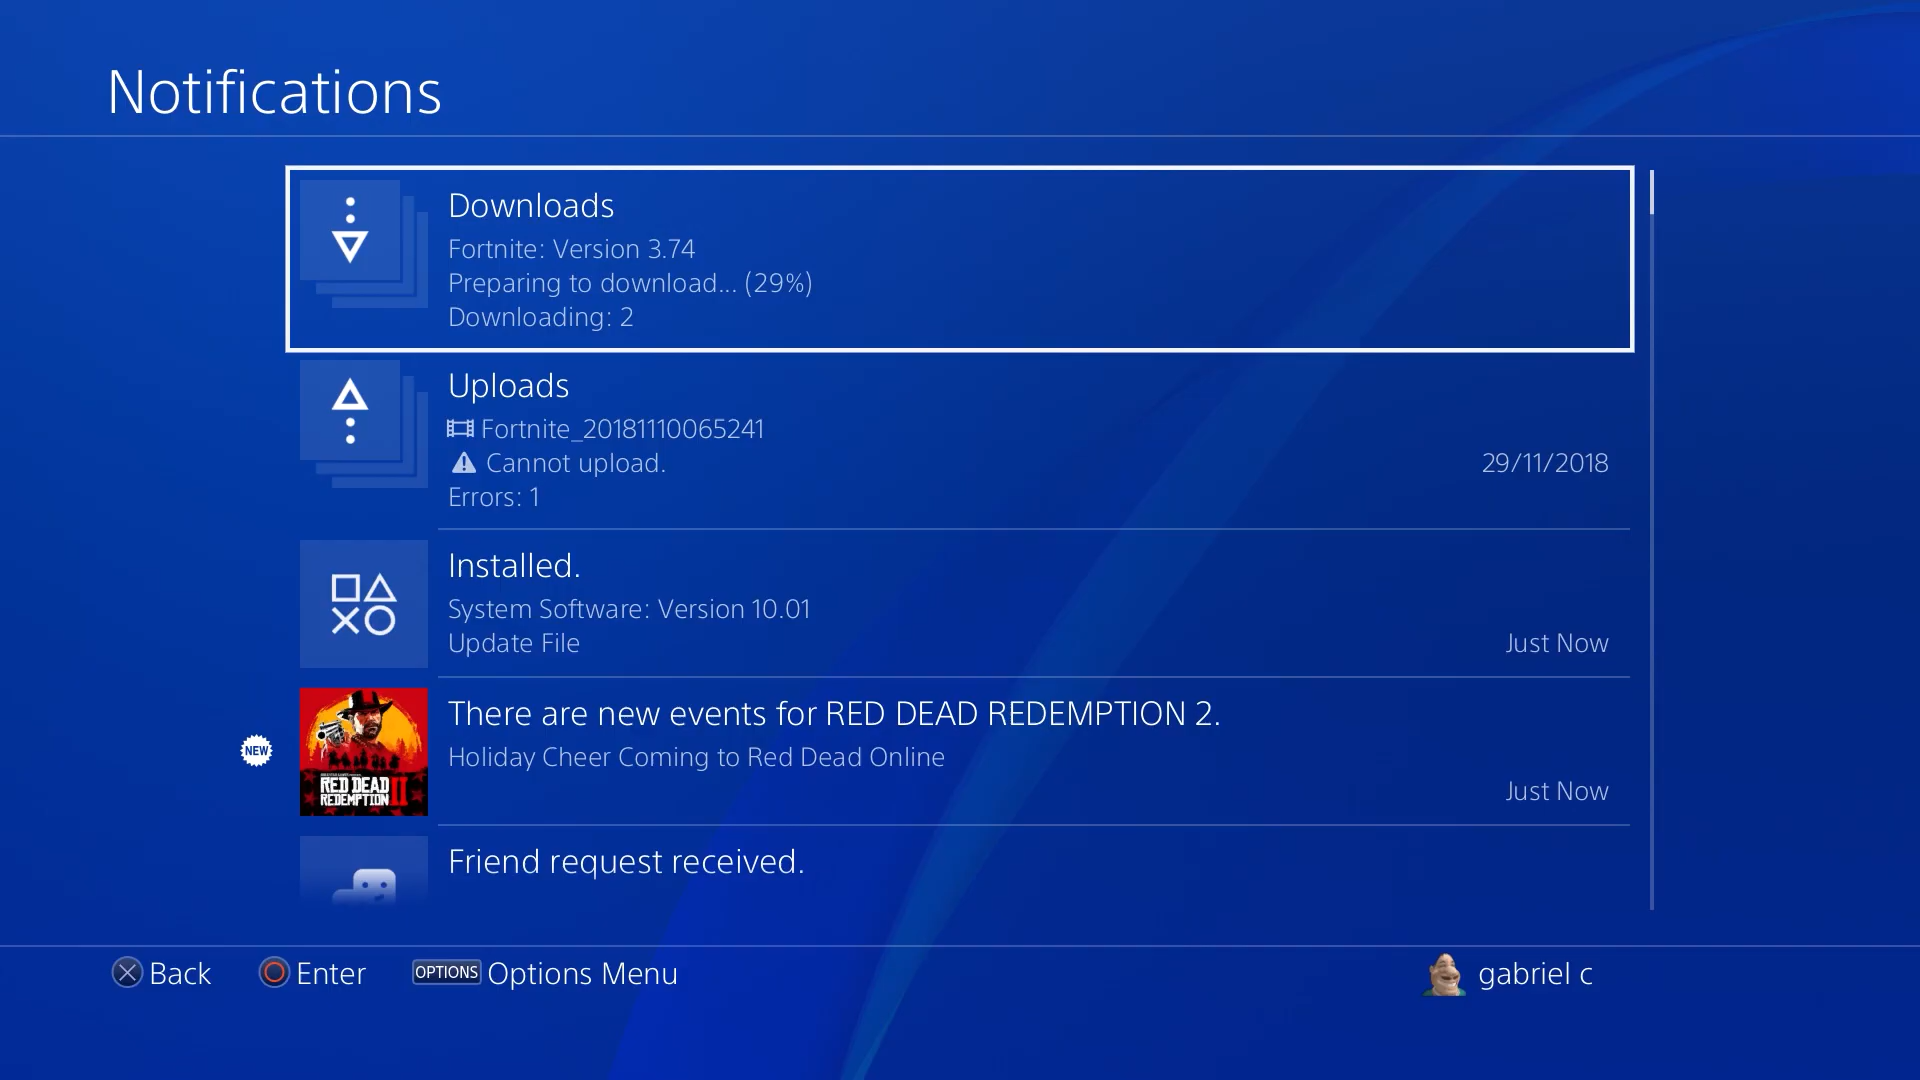 Notifications
Downloads
Fortnite: Version 3.74
Preparing to download... (29%)
Downloading: 2
Uploads
Fortnite_20181110065241
Cannot upload.
29/11/2018
Errors: 1
Installed.
System Software: Version 10.01
Update File
Just Now
NEW
RED DEAD
REDEMPTION II
There are new events for RED DEAD REDEMPTION 2.
Holiday Cheer Coming to Red Dead Online
Just Now
Friend request received.
Back
Enter
OPTIONS Options Menu
gabriel c